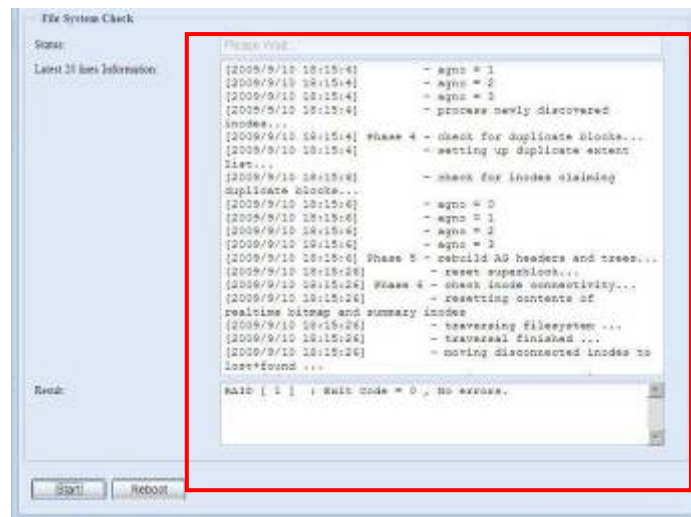 File System Check
Status:
Please Wait...
Latest 20 lines Information:
[2009/9/10 18:15:4] - agno = 1
[2009/9/10 18:15:4] - agno = 2
[2009/9/10 18:15:4] - agno = 3
[2009/9/10 18:15:4] - process newly discovered
inodes...
[2009/9/10 18:15:4] Phase 4 - check for duplicate blocks...
[2009/9/10 18:15:4] - setting up duplicate extent
list...
[2009/9/10 18:15:6] - check for inodes claiming
duplicate blocks...
[2009/9/10 18:15:6] - agno = 0
[2009/9/10 18:15:6] - agno = 1
[2009/9/10 18:15:6] - agno = 2
[2009/9/10 18:15:6] - agno = 3
[2009/9/10 18:15:6] Phase 5 - rebuild AG headers and trees...
[2009/9/10 18:15:26] - reset superblock...
[2009/9/10 18:15:26] Phase 6 - check inode connectivity...
[2009/9/10 18:15:26] - resetting contents of
realtime bitmap and summary inodes
[2009/9/10 18:15:26] - traversing filesystem ...
[2009/9/10 18:15:26] - traversal finished ...
[2009/9/10 18:15:26] - moving disconnected inodes to
lost+found ...
Result:
RAID [ 1 ] : Exit Code = 0 , No errors.
Start!
Reboot